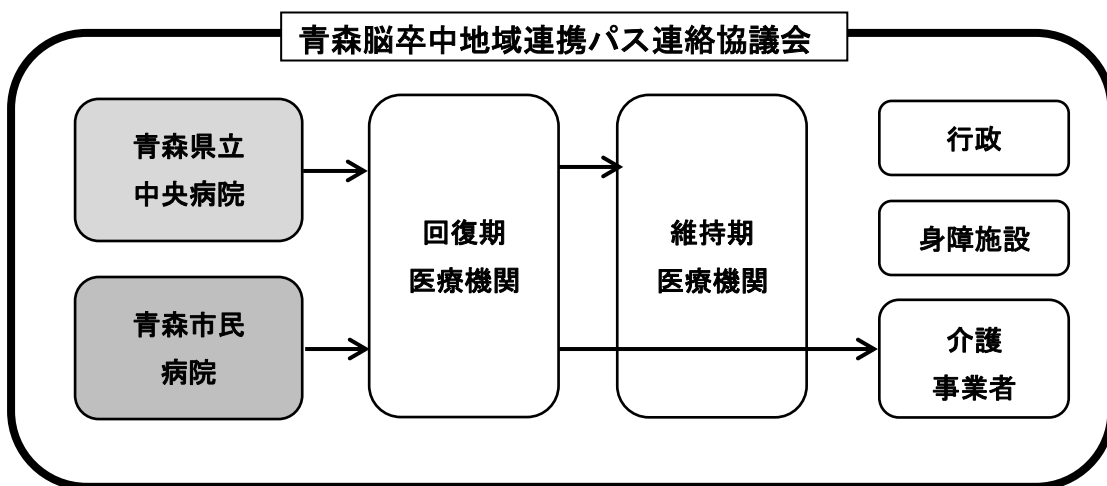 青森脳卒中地域連携パス連絡協議会
青森県立
中央病院
青森市民
病院
回復期
医療機関
維持期
医療機関
行政
身障施設
介護
事業者